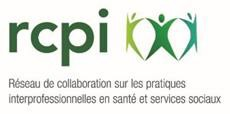 rcpi
Réseau de collaboration sur les pratiques
interprofessionnelles en santé et services sociaux